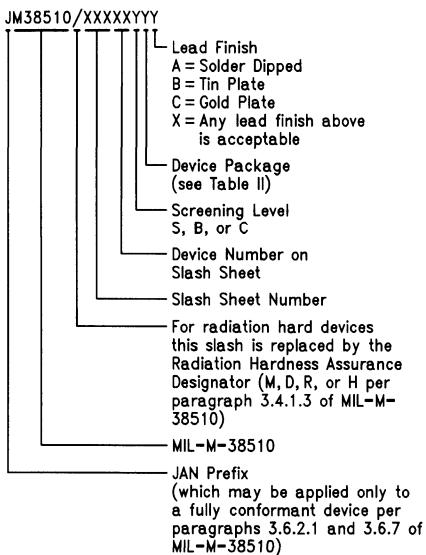 JM38510/XXXXXYYY
Lead Finish
A = Solder Dipped
B = Tin Plate
C = Gold Plate
X = Any lead finish above
is acceptable
Device Package
(see Table II)
Screening Level
S, B, or C
Device Number on
Slash Sheet
Slash Sheet Number
For radiation hard devices
this slash is replaced by the
Radiation Hardness Assurance
Designator (M, D, R, or H per
paragraph 3.4.1.3 of MIL-M-
38510)
MIL-M-38510
JAN Prefix
(which may be applied only to
a fully conformant device per
paragraphs 3.6.2.1 and 3.6.7 of
MIL-M-38510)